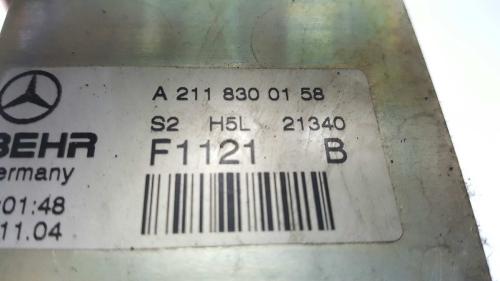 A 211 830 01 58
S2 H5L 21340
BEHR
F1121 B
ermany
01:48
11.04